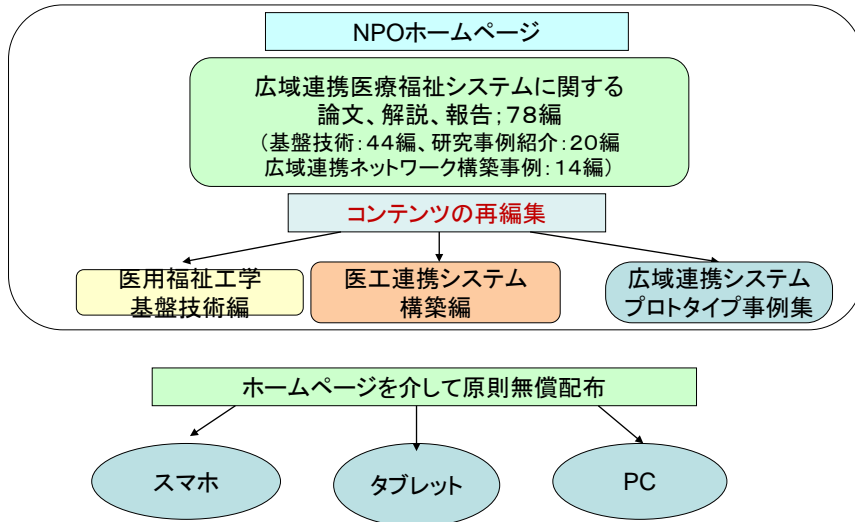 NPOホームページ
広域連携医療福祉システムに関する
論文、解説、報告;78編
(基盤技術:44編、研究事例紹介:20編
広域連携ネットワーク構築事例:14編)
コンテンツの再編集
医用福祉工学
基盤技術編
医工連携システム
構築編
広域連携システム
プロトタイプ事例集
ホームページを介して原則無償配布
スマホ
タブレット
PC